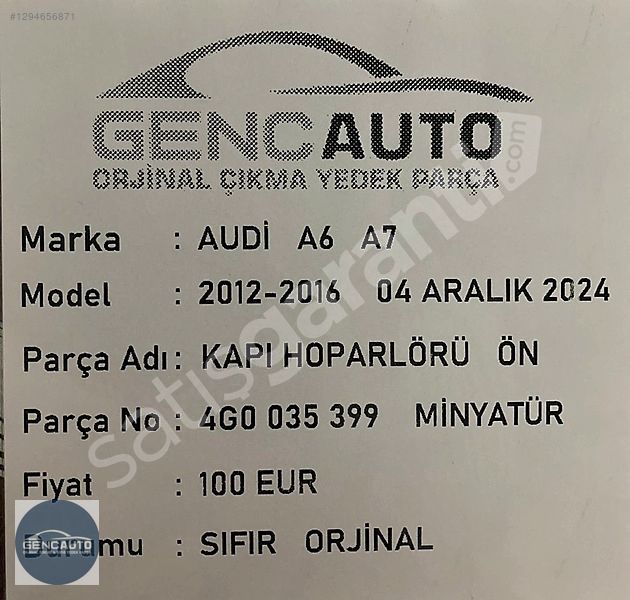 #1294656871
GENCAUTO
ORJİNAL ÇIKMA YEDEK PARÇA
Marka : AUDİ A6 A7
Model : 2012-2016 04 ARALIK 2024
Parça Adı : KAPI HOPARLÖRÜ ÖN
Parça No : 4G0 035 399 MİNYATÜR
Fiyat : 100 EUR
Durumu : SIFIR ORJİNAL
satışgaranti.com
GENCAUTO